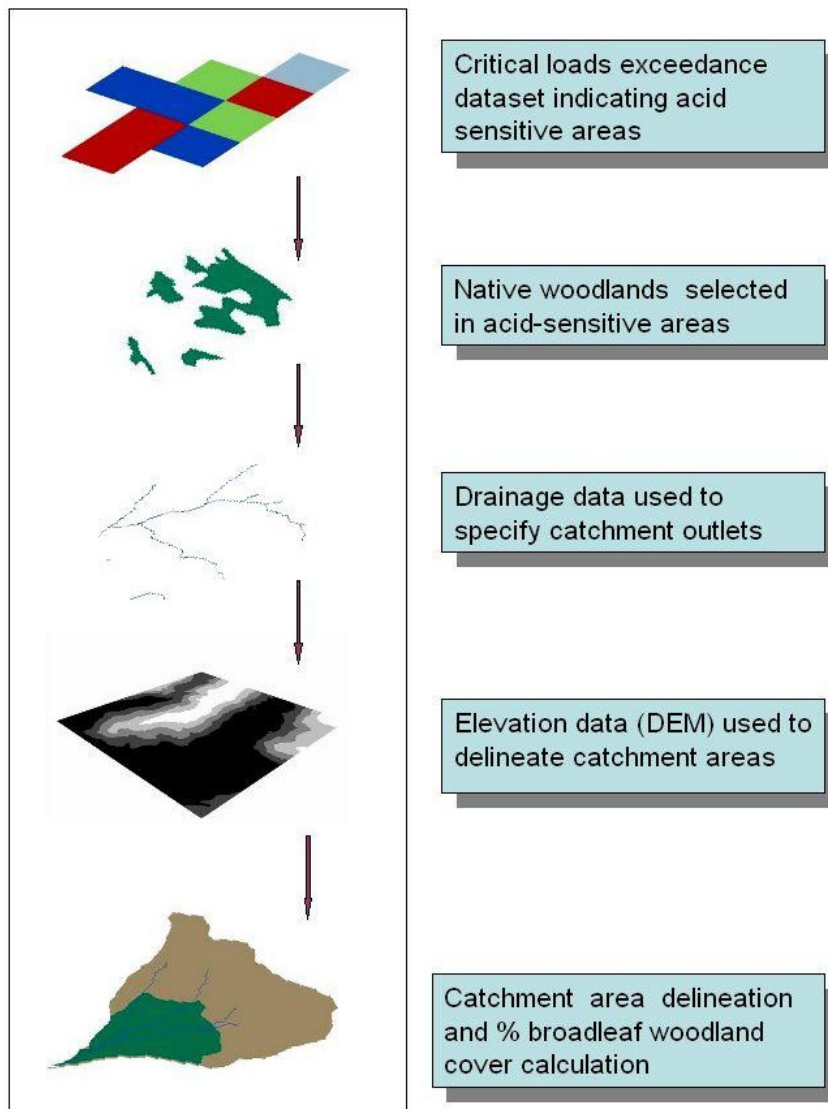 Critical loads exceedance
dataset indicating acid
sensitive areas
Native woodlands selected
in acid-sensitive areas
Drainage data used to
specify catchment outlets
Elevation data (DEM) used to
delineate catchment areas
Catchment area delineation
and % broadleaf woodland
cover calculation